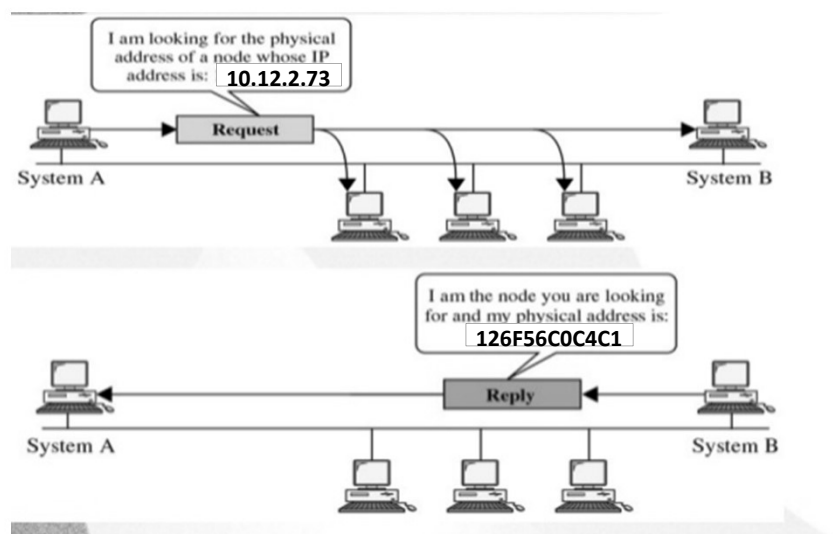 I am looking for the physical
address of a node whose IP
address is: 10.12.2.73
Request
System A
System B
I am the node you are looking
for and my physical address is:
126F56C0C4C1
Reply
System A
System B